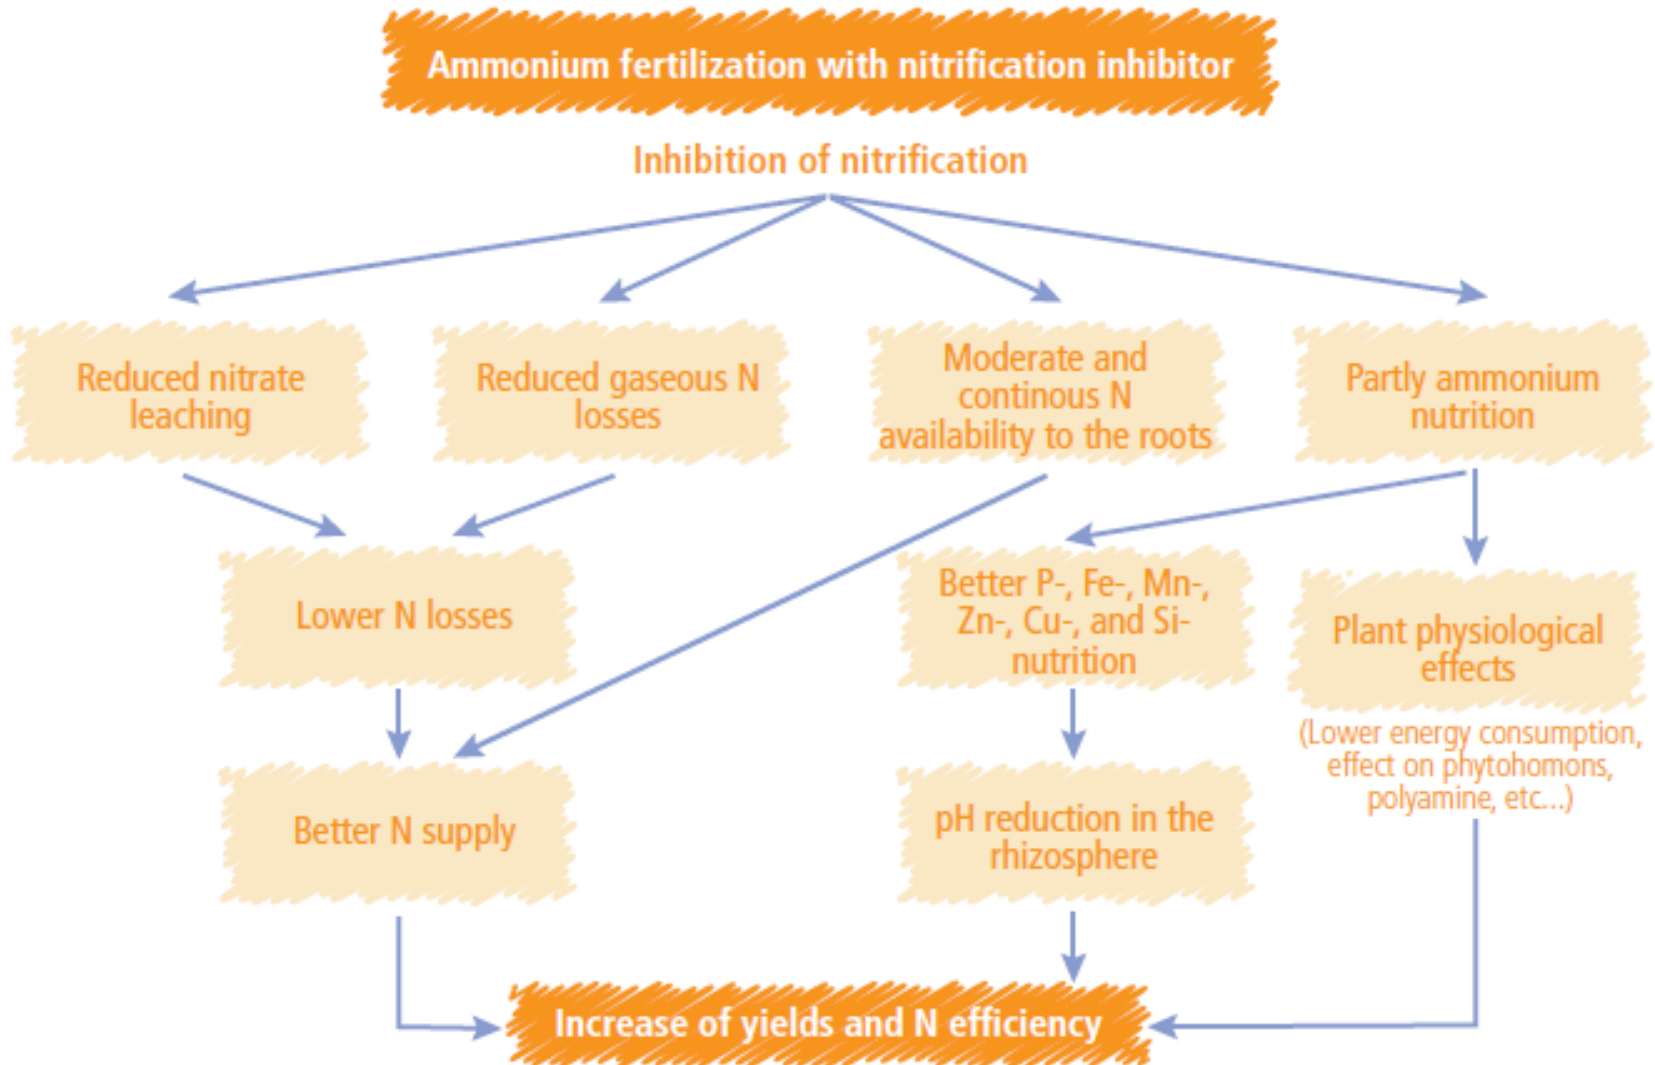 Ammonium fertilization with nitrification inhibitor
Inhibition of nitrification
Reduced nitrate
leaching
Reduced gaseous N
losses
Moderate and
continous N
availability to the roots
Partly ammonium
nutrition
Lower N losses
Better P-, Fe-, Mn-,
Zn-, Cu-, and Si-
nutrition
Plant physiological
effects
(Lower energy consumption,
effect on phytohomons,
polyamine, etc...)
Better N supply
pH reduction in the
rhizosphere
Increase of yields and N efficiency